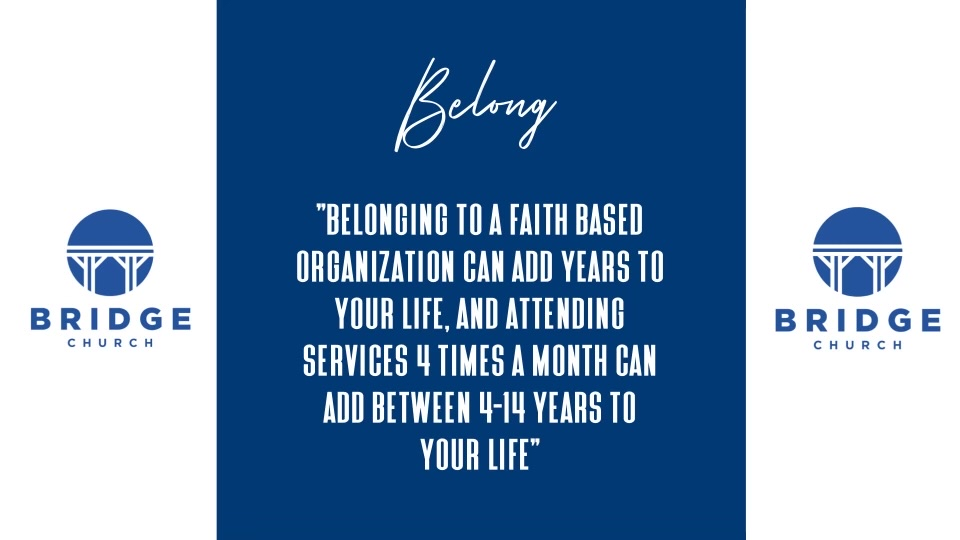 Belong
"BELONGING TO A FAITH BASED
ORGANIZATION CAN ADD YEARS TO
YOUR LIFE, AND ATTENDING
SERVICES 4 TIMES A MONTH CAN
ADD BETWEEN 4-14 YEARS TO
YOUR LIFE"
BRIDGE
CHURCH
BRIDGE
CHURCH